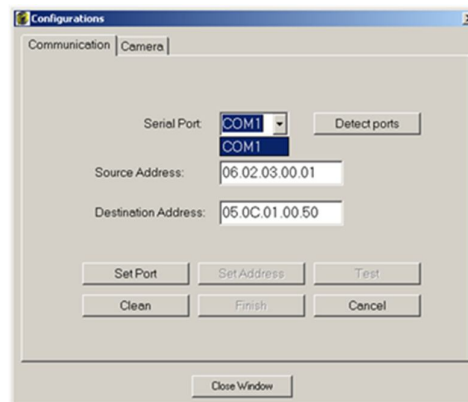 Configurations
Communication Camera
Serial Port: COM1 Detect ports
COM1
Source Address: 06.02.03.00.01
Destination Address: 05.0C.01.00.50
Set Port Set Address Test
Clean Finish Cancel
Close Window